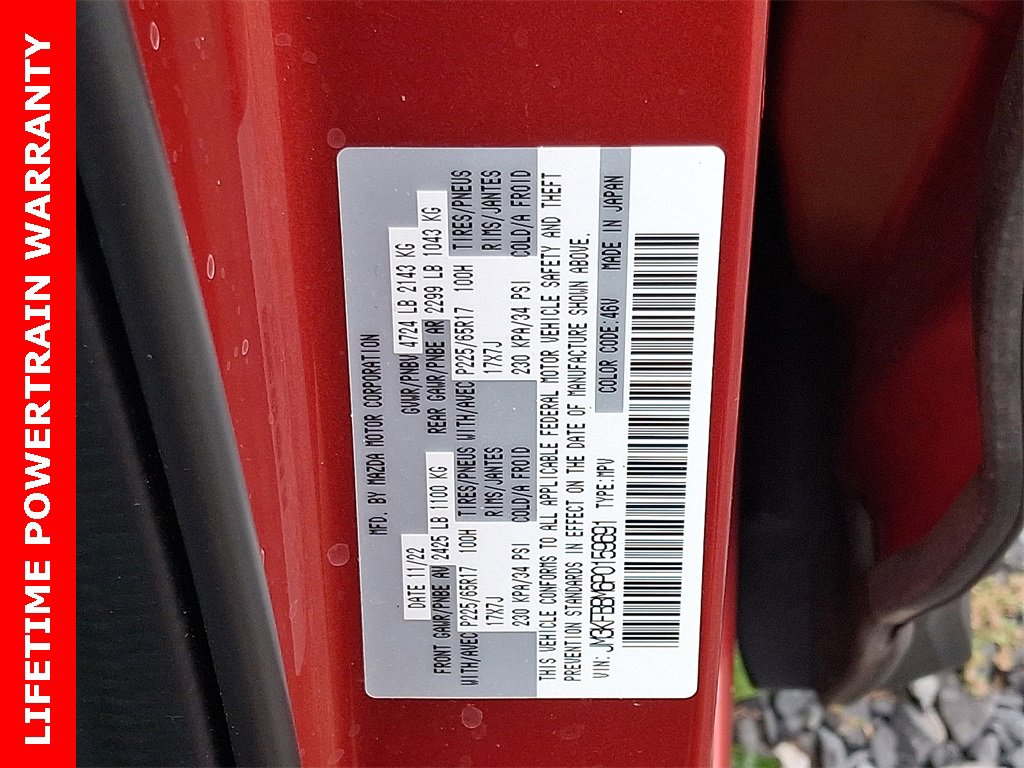 LIFETIME POWERTRAIN WARRANTY
MFD. BY MAZDA MOTOR CORPORATION
DATE 11/22 GVWR/PNBV 4724 LB 2143 KG
FRONT GAWR/PNBE AV 2425 LB 1100 KG REAR GAWR/PNBE AR 2299 LB 1043 KG
WITH/AVEC P225/65R17 100H TIRES/PNEUS WITH/AVEC P225/65R17 100H TIRES/PNEUS
17X7J RIMS/JANTES 17X7J RIMS/JANTES
230 KPA/34 PSI COLD/A FROID 230 KPA/34 PSI COLD/A FROID
THIS VEHICLE CONFORMS TO ALL APPLICABLE FEDERAL MOTOR VEHICLE SAFETY AND THEFT
PREVENTION STANDARDS IN EFFECT ON THE DATE OF MANUFACTURE SHOWN ABOVE.
VIN: JM3KFBBM6P0159691 TYPE:MPV COLOR CODE:46V MADE IN JAPAN